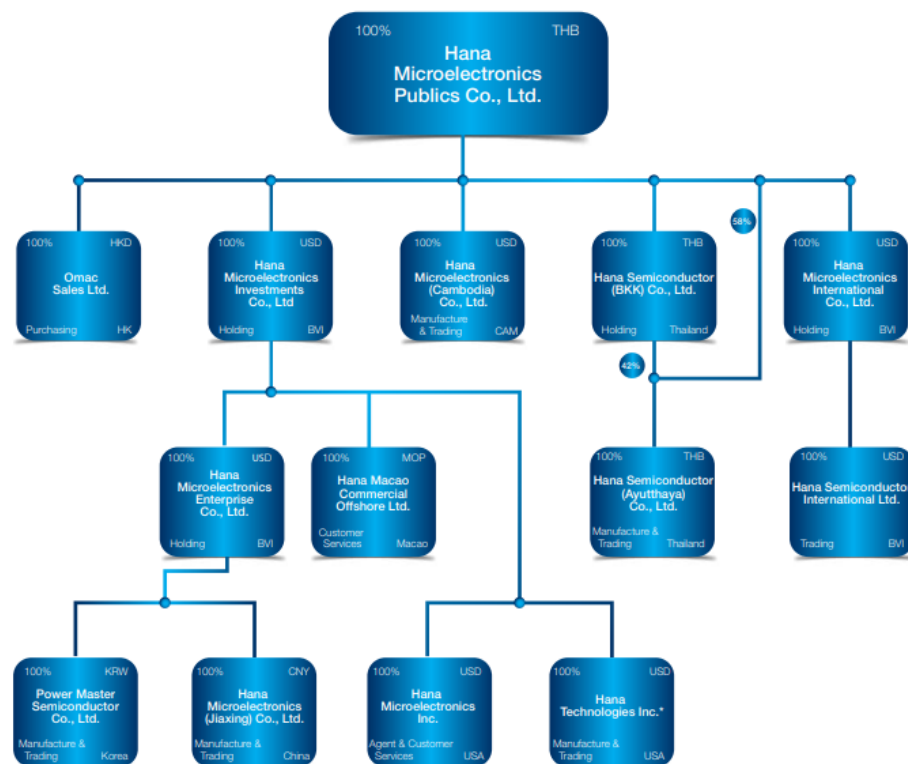 100% THB
Hana
Microelectronics
Publics Co., Ltd.
58%
100% HKD
Omac
Sales Ltd.
Purchasing HK
100% USD
Hana
Microelectronics
Investments
Co., Ltd
Holding BVI
100% USD
Hana
Microelectronics
(Cambodia)
Co., Ltd.
Manufacture
& Trading CAM
100% THB
Hana Semiconductor
(BKK) Co., Ltd.
Holding Thailand
100% USD
Hana
Microelectronics
International
Co., Ltd.
Holding BVI
42%
100% USD
Hana
Microelectronics
Enterprise
Co., Ltd.
Holding BVI
100% MOP
Hana Macao
Commercial
Offshore Ltd.
Customer
Services Macao
100% THB
Hana Semiconductor
(Ayutthaya)
Co., Ltd.
Manufacture &
Trading Thailand
100% USD
Hana Semiconductor
International Ltd.
Trading BVI
100% KRW
Power Master
Semiconductor
Co., Ltd.
Manufacture &
Trading Korea
100% CNY
Hana
Microelectronics
(Jiaxing) Co., Ltd.
Manufacture &
Trading China
100% USD
Hana
Microelectronics
Inc.
Agent & Customer
Services USA
100% USD
Hana
Technologies Inc.*
Manufacture &
Trading USA